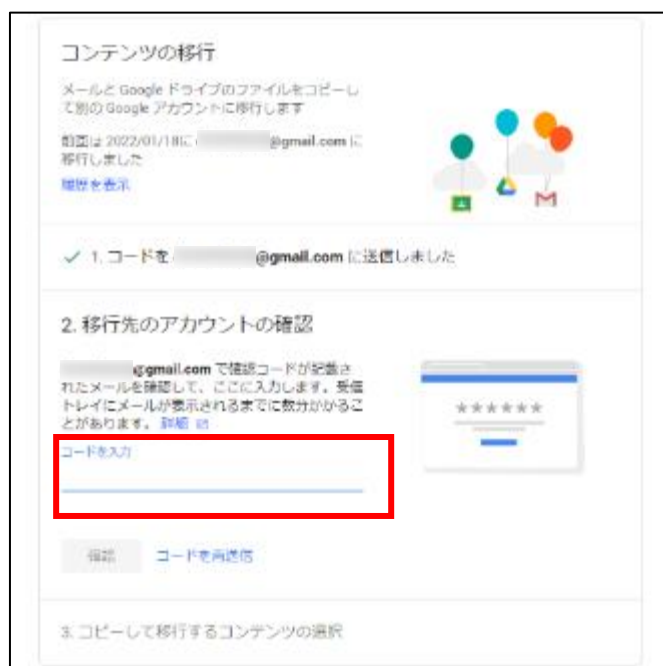 コンテンツの移行
メールと Google ドライブのファイルをコピーし
て別の Google アカウントに移行します
前回は 2022/01/18に @gmail.com に
移行しました
履歴を表示
✓ 1. コードを @gmail.com に送信しました
2. 移行先のアカウントの確認
@gmail.com で確認コードが記載さ
れたメールを確認して、ここに入力します。受信
トレイにメールが表示されるまでに数分かかるこ
とがあります。 詳細
******
コードを入力
確認 コードを再送信
3. コピーして移行するコンテンツの選択